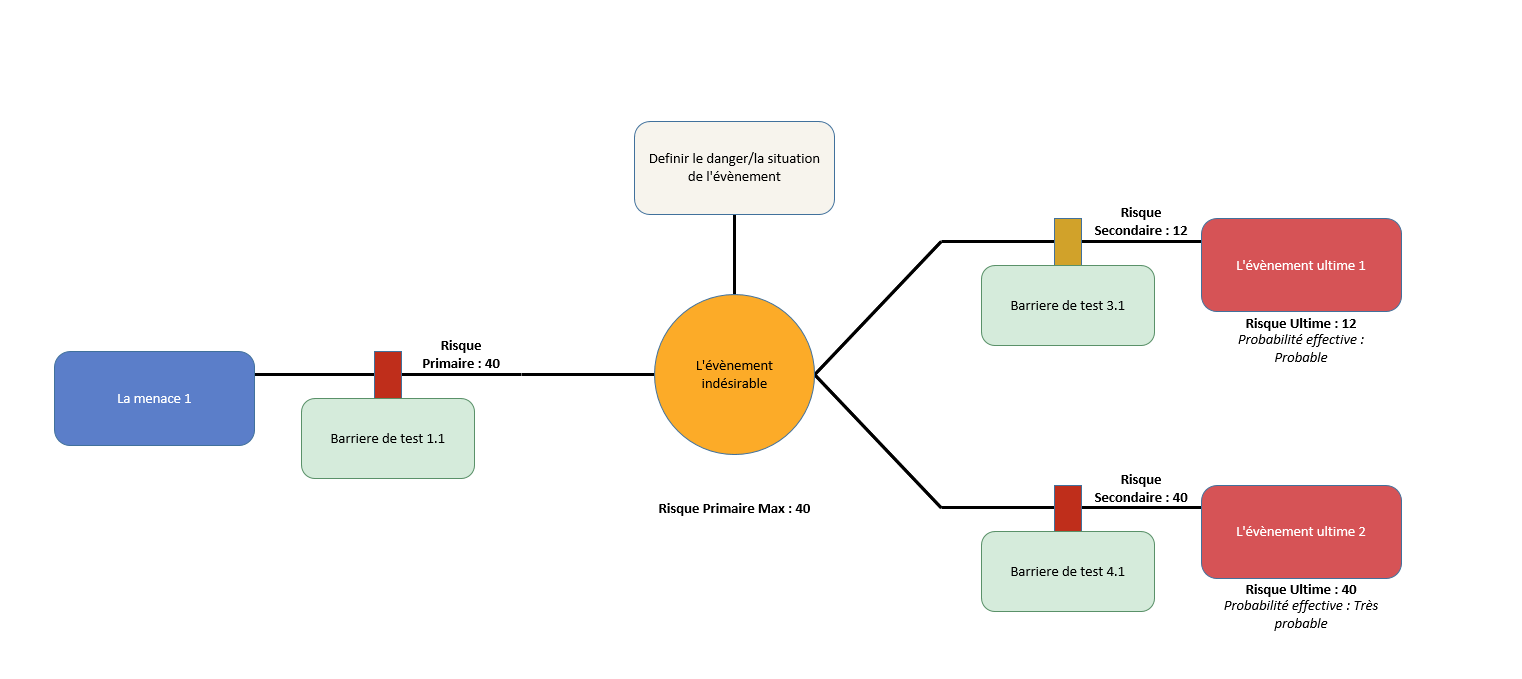 Definir le danger/la situation
de l'évènement
Risque
Secondaire : 12
L'évènement ultime 1
Barriere de test 3.1
Risque Ultime : 12
Probabilité effective :
Probable
Risque
Primaire : 40
La menace 1
L'évènement
indésirable
Barriere de test 1.1
Risque Primaire Max : 40
Risque
Secondaire : 40
L'évènement ultime 2
Barriere de test 4.1
Risque Ultime : 40
Probabilité effective : Très
probable